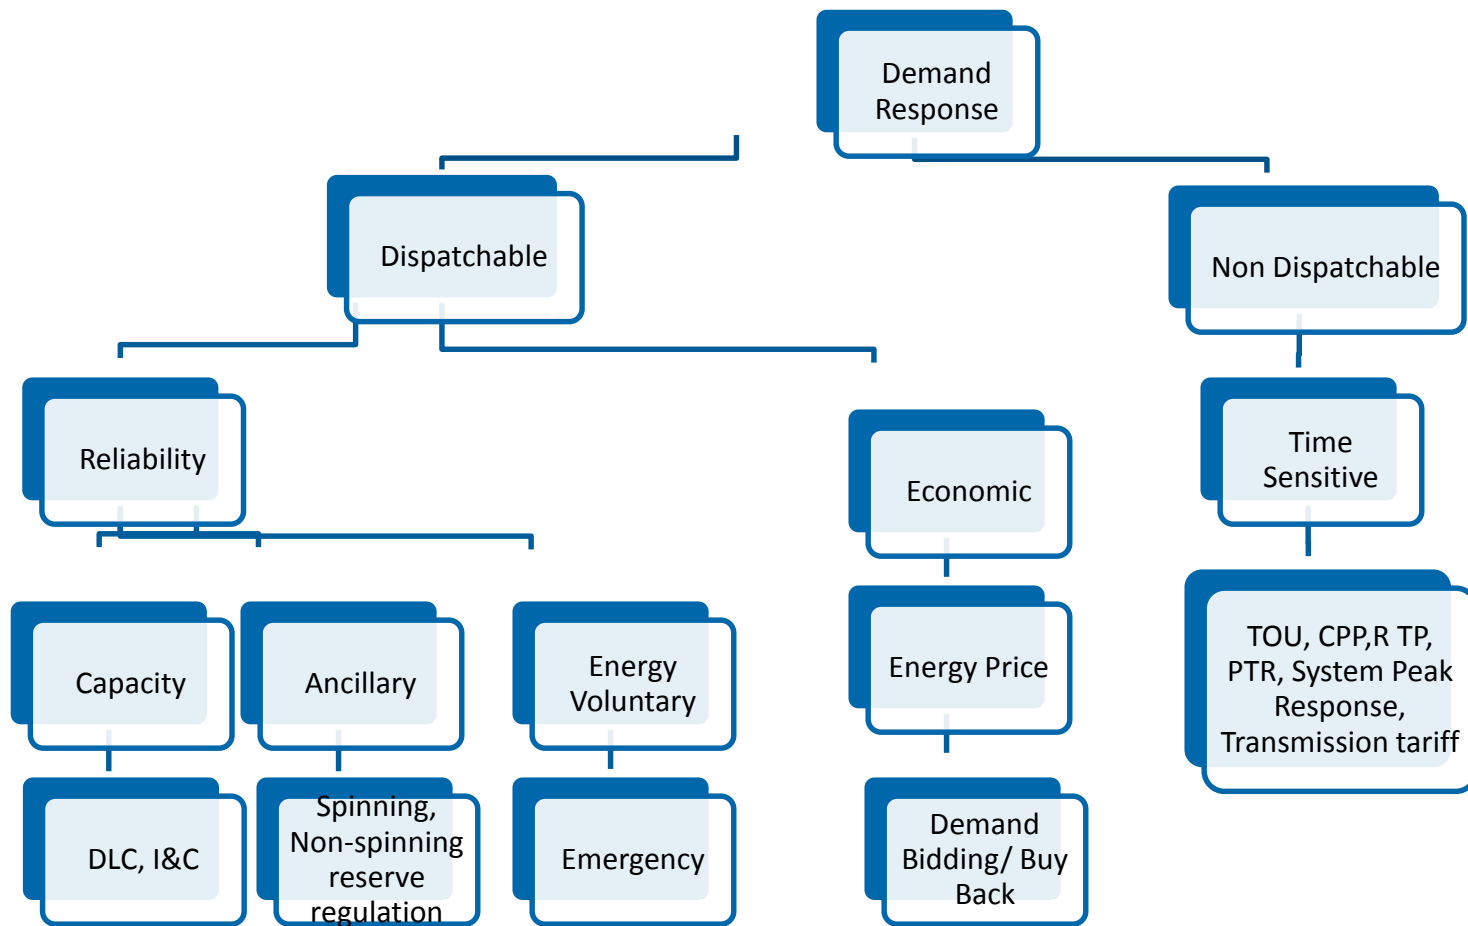 Demand
Response
Dispatchable
Non Dispatchable
Reliability
Economic
Time
Sensitive
Capacity
Ancillary
Energy
Voluntary
Energy Price
TOU, CPP,R TP,
PTR, System Peak
Response,
Transmission tariff
DLC, I&C
Spinning,
Non-spinning
reserve
regulation
Emergency
Demand
Bidding/ Buy
Back